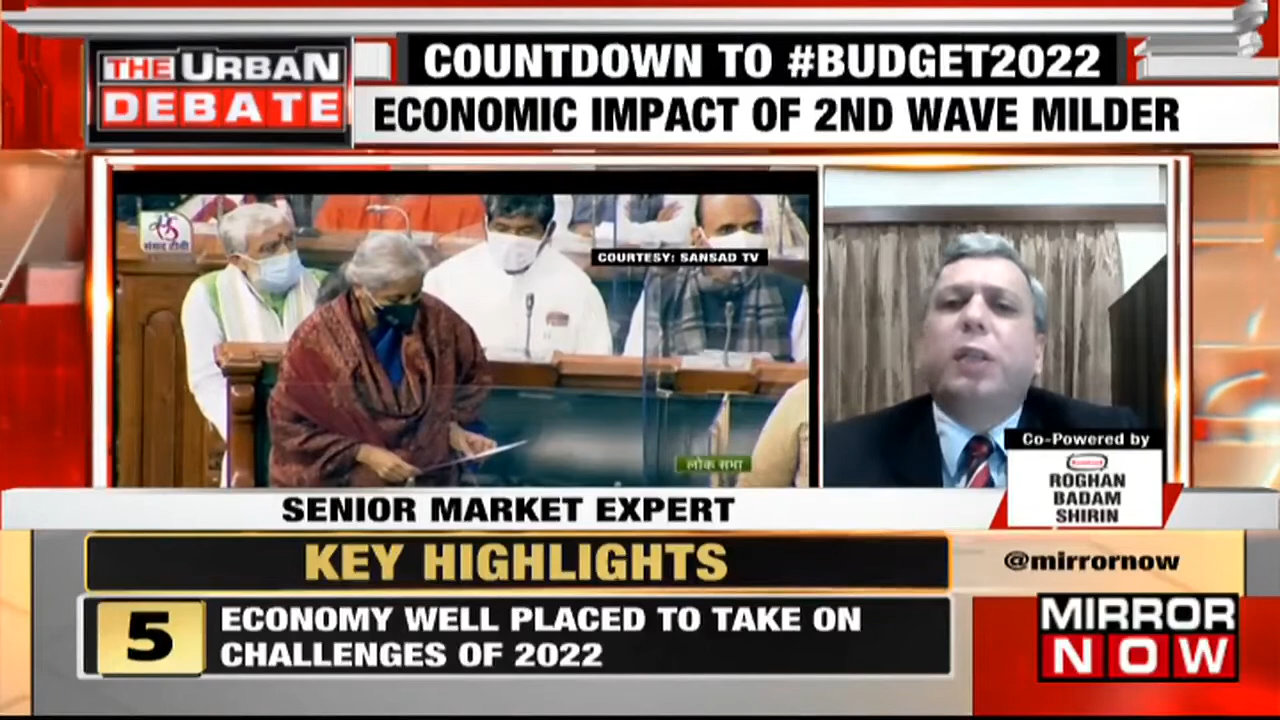 THE URBAN
DEBATE
COUNTDOWN TO #BUDGET2022
ECONOMIC IMPACT OF 2ND WAVE MILDER
संसद टीवी
COURTESY: SANSAD TV
लोक सभा
Co-Powered by
ROGHAN
BADAM
SHIRIN
SENIOR MARKET EXPERT
KEY HIGHLIGHTS
@mirrornow
5
ECONOMY WELL PLACED TO TAKE ON
CHALLENGES OF 2022
MIRROR
NOW